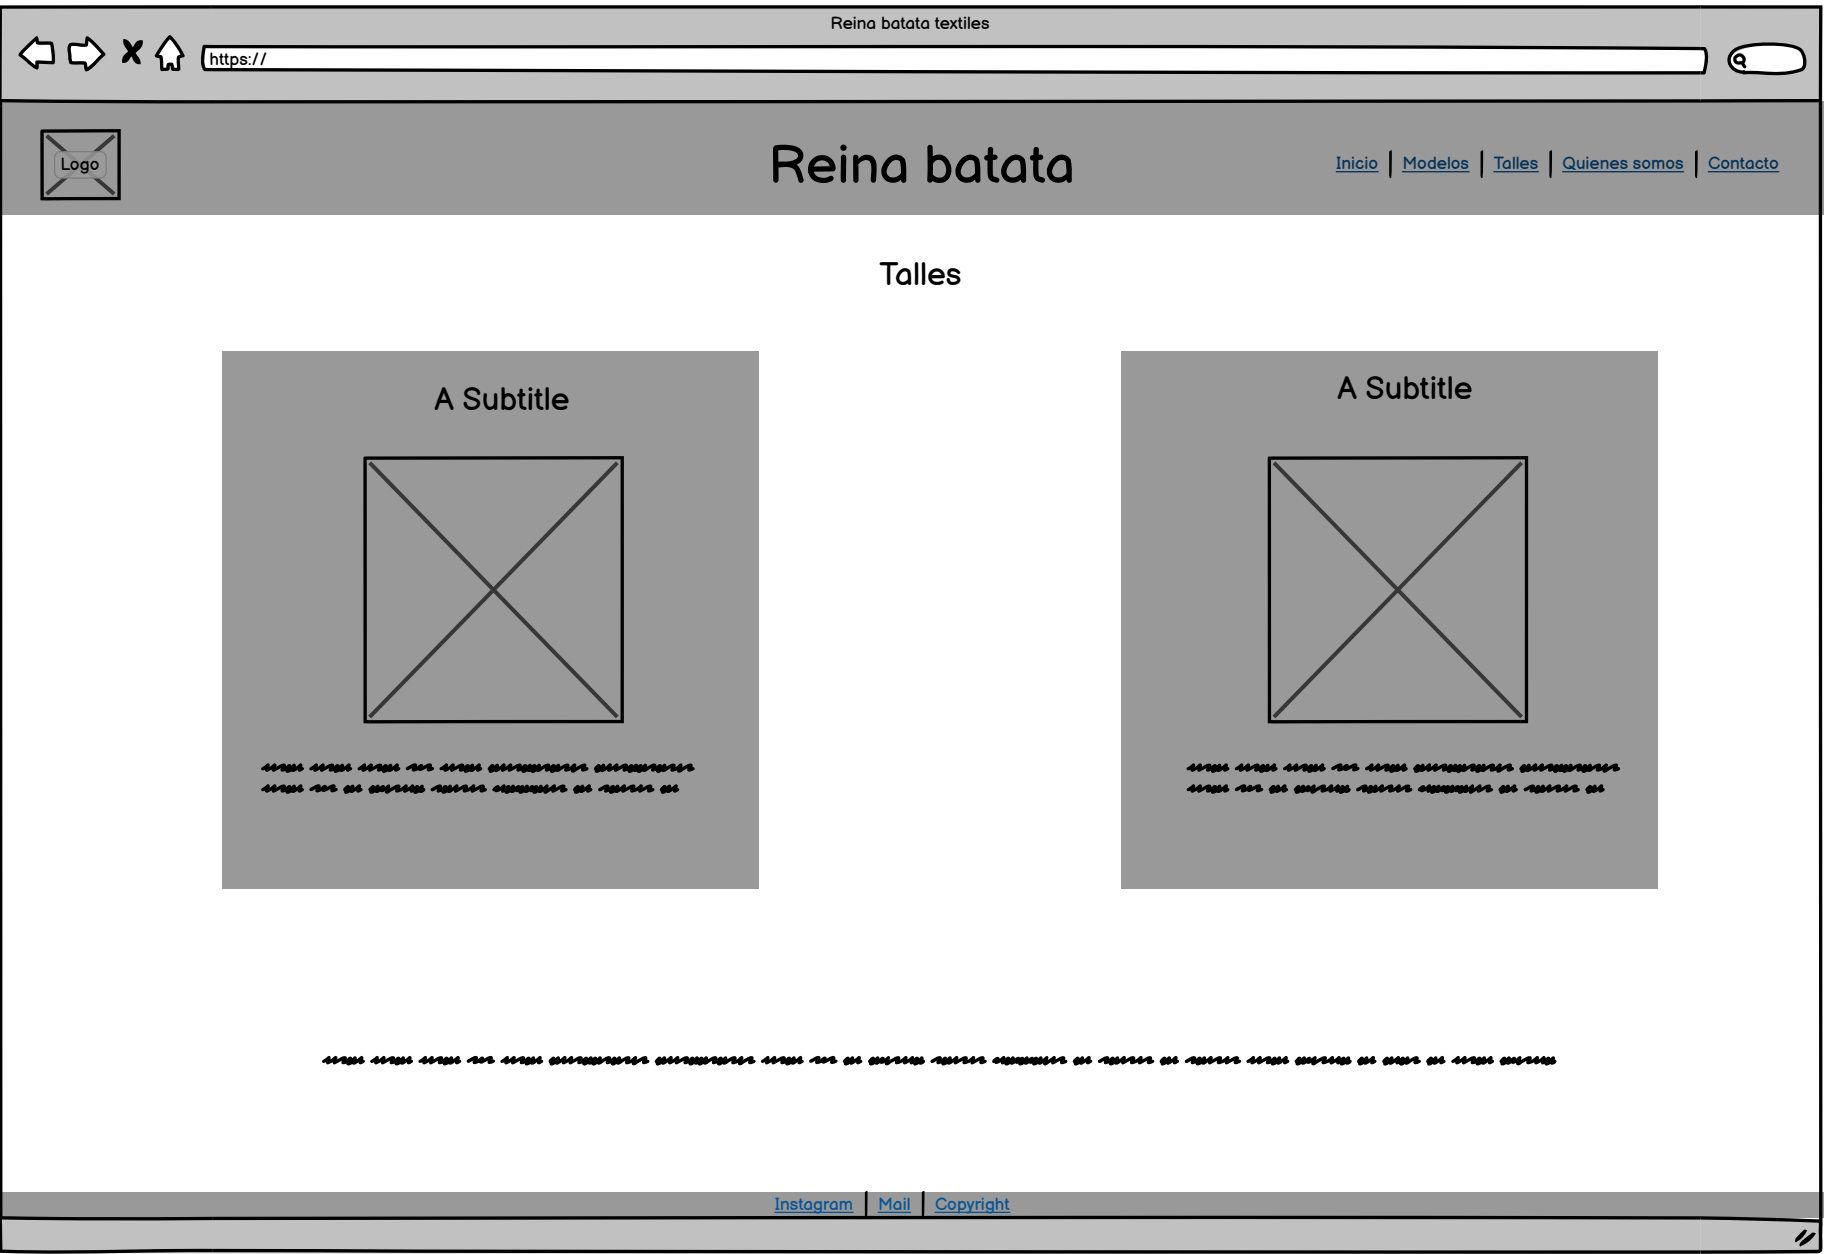 Reina batata textiles
https://
Logo
Reina batata
Inicio | Modelos | Talles | Quienes somos | Contacto
Talles
A Subtitle
A Subtitle
Instagram | Mail | Copyright